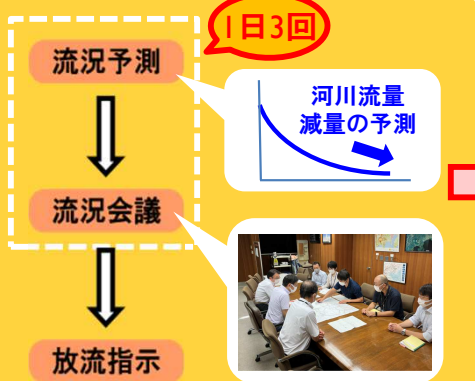 1日3回
流況予測
河川流量
減量の予測
流況会議
放流指示